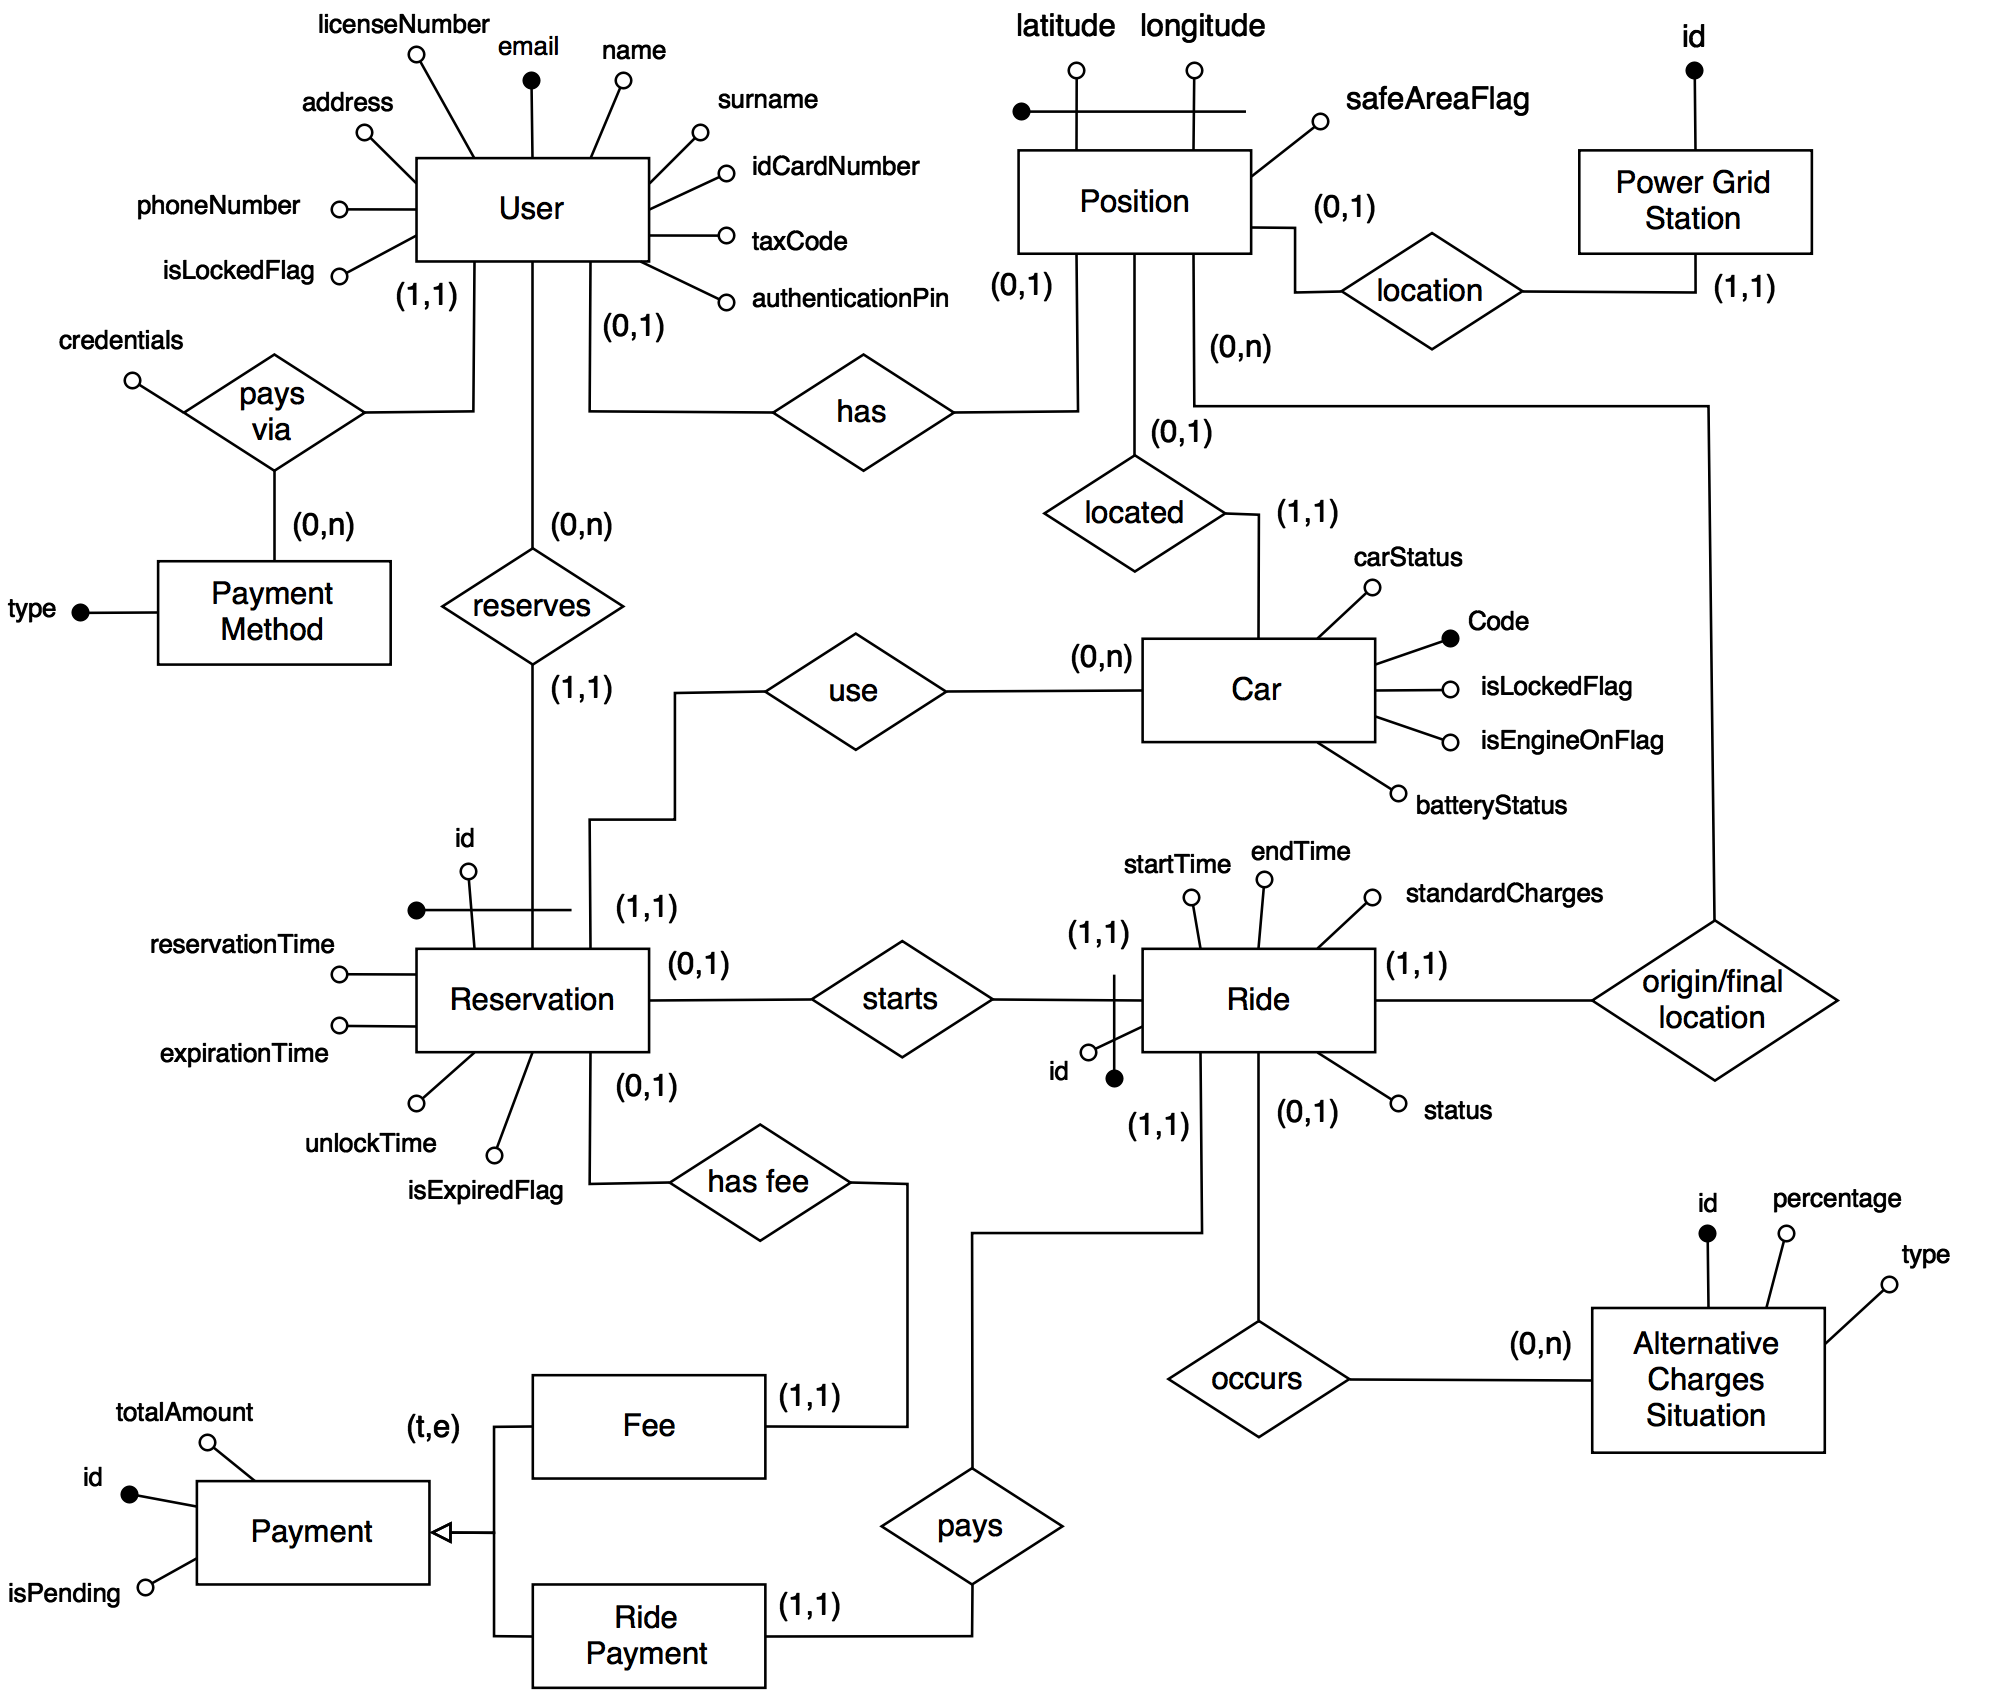 licenseNumber
email
name
address
surname
idCardNumber
phoneNumber
User
taxCode
isLockedFlag
authenticationPin
(1,1)
(0,1)
latitude
longitude
id
safeAreaFlag
Position
(0,1)
Power Grid
Station
(0,1)
location
(1,1)
(0,n)
credentials
pays
via
has
(0,1)
(0,n)
(0,n)
located
(1,1)
type
Payment
Method
reserves
carStatus
Code
(1,1)
use
(0,n)
Car
isLockedFlag
isEngineOnFlag
batteryStatus
id
startTime
endTime
standardCharges
(1,1)
(1,1)
reservationTime
(0,1)
(1,1)
Reservation
starts
Ride
origin/final
location
expirationTime
id
(0,1)
(1,1)
(0,1)
status
unlockTime
isExpiredFlag
has fee
id
percentage
type
occurs
(0,n)
Alternative
Charges
Situation
totalAmount
(t,e)
Fee
(1,1)
id
Payment
pays
isPending
Ride
Payment
(1,1)